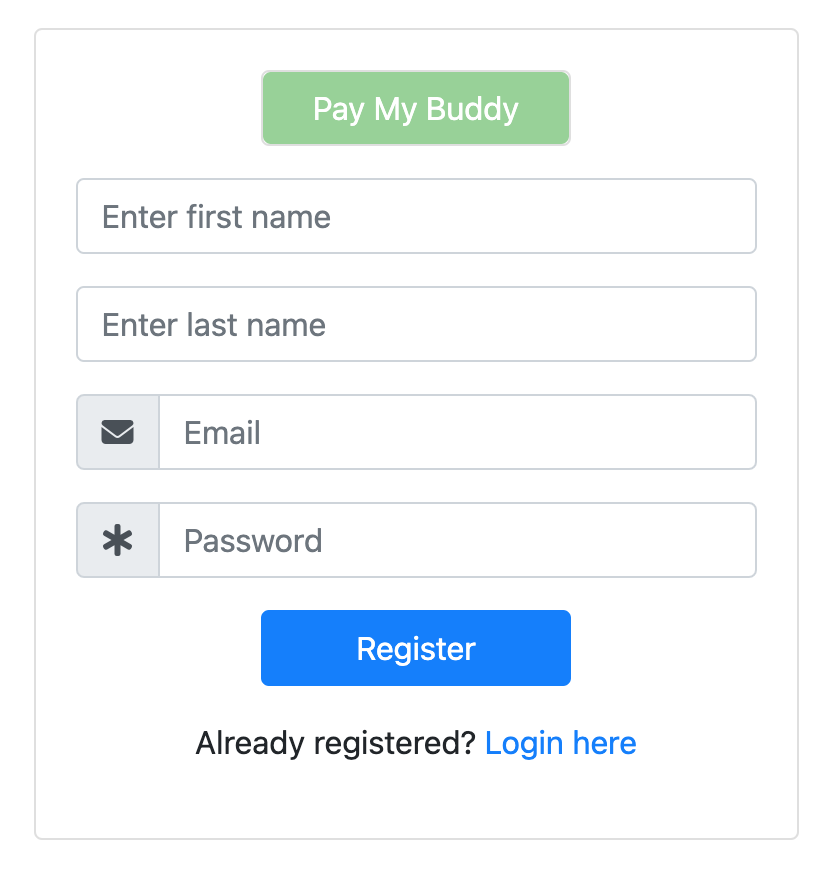 Pay My Buddy
Enter first name
Enter last name
Email
Password
Register
Already registered? Login here